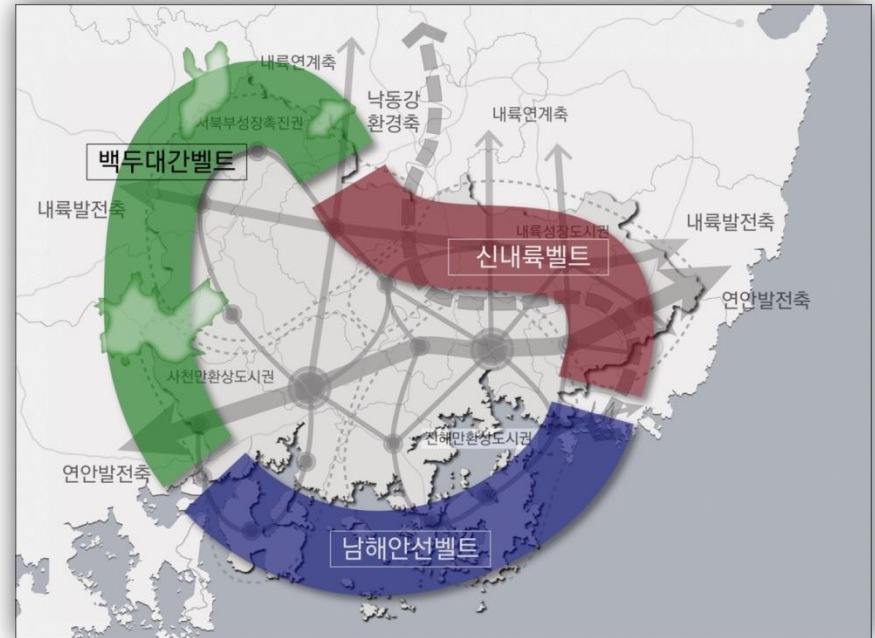 내륙연계축
낙동강
환경축
내륙연계축
서북부성장촉진권
백두대간벨트
내륙발전축
내륙발전축
내륙성장도시권
신내륙벨트
연안발전축
사천만환상도시권
진해만환상도시권
연안발전축
남해안선벨트